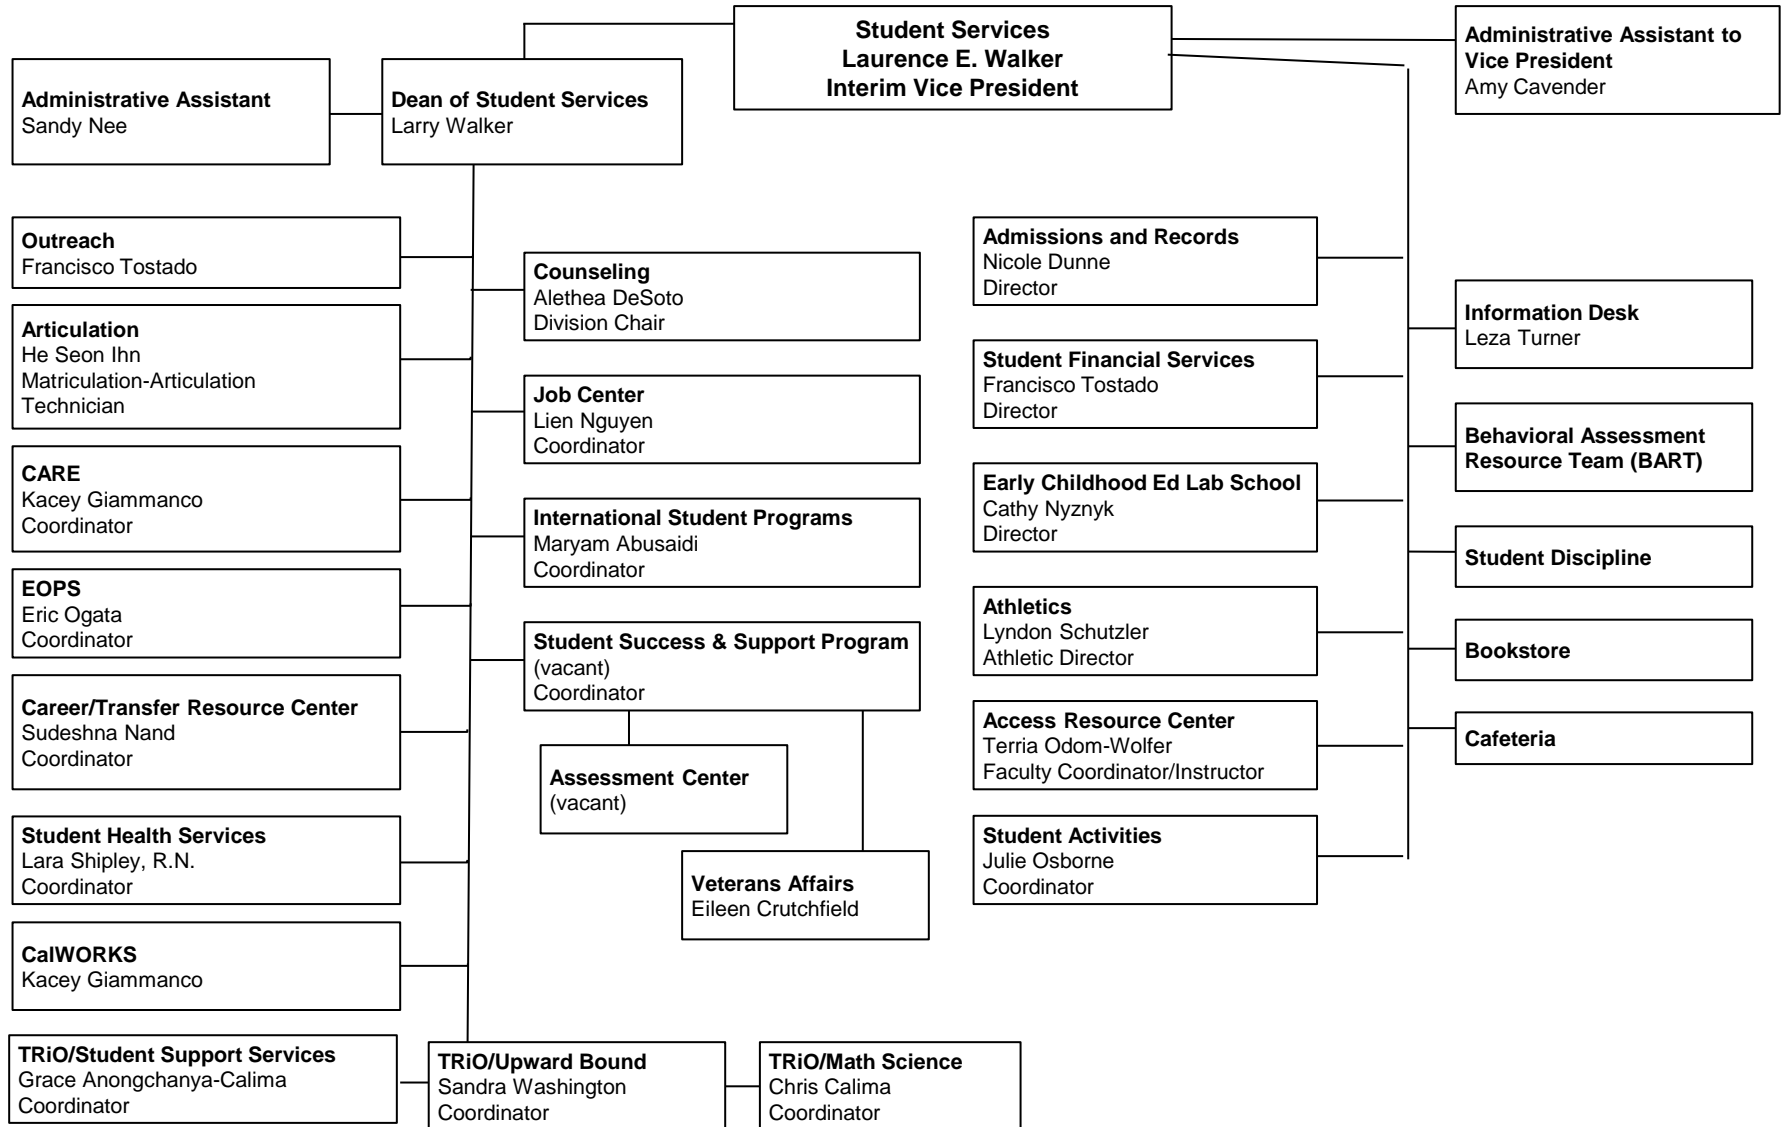 Student Services
Laurence E. Walker
Interim Vice President
Administrative Assistant to
Vice President
Amy Cavender
Administrative Assistant
Sandy Nee
Dean of Student Services
Larry Walker
Outreach
Francisco Tostado
Articulation
He Seon Ihn
Matriculation-Articulation
Technician
CARE
Kacey Giammanco
Coordinator
EOPS
Eric Ogata
Coordinator
Career/Transfer Resource Center
Sudeshna Nand
Coordinator
Student Health Services
Lara Shipley, R.N.
Coordinator
CalWORKS
Kacey Giammanco
TRiO/Student Support Services
Grace Anongchanya-Calima
Coordinator
TRiO/Upward Bound
Sandra Washington
Coordinator
TRiO/Math Science
Chris Calima
Coordinator
Counseling
Alethea DeSoto
Division Chair
Job Center
Lien Nguyen
Coordinator
International Student Programs
Maryam Abusaidi
Coordinator
Student Success & Support Program
(vacant)
Coordinator
Assessment Center
(vacant)
Veterans Affairs
Eileen Crutchfield
Admissions and Records
Nicole Dunne
Director
Student Financial Services
Francisco Tostado
Director
Early Childhood Ed Lab School
Cathy Nyznyk
Director
Athletics
Lyndon Schutzler
Athletic Director
Access Resource Center
Terria Odom-Wolfer
Faculty Coordinator/Instructor
Student Activities
Julie Osborne
Coordinator
Information Desk
Leza Turner
Behavioral Assessment
Resource Team (BART)
Student Discipline
Bookstore
Cafeteria